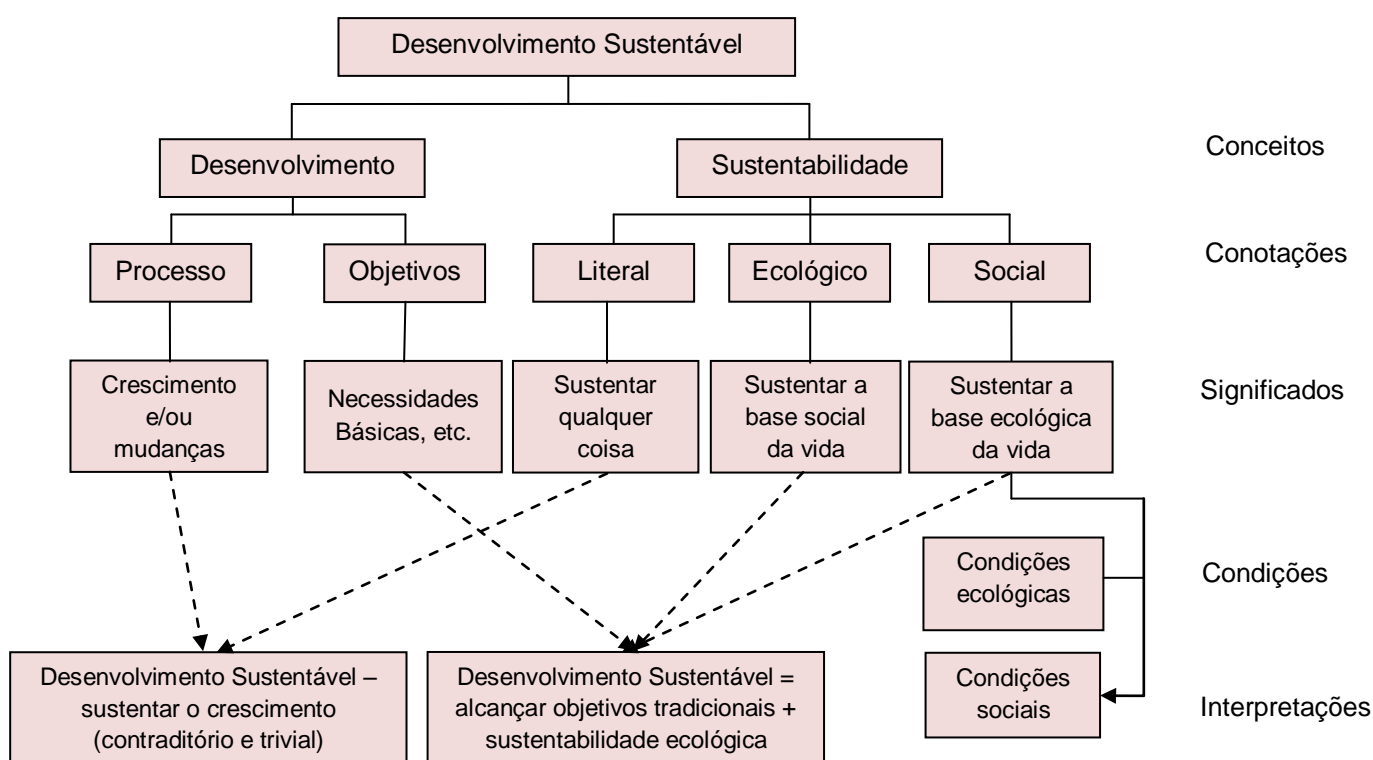 Desenvolvimento Sustentável
Desenvolvimento
Sustentabilidade
Conceitos
Processo
Objetivos
Literal
Ecológico
Social
Conotações
Crescimento
e/ou
mudanças
Necessidades
Básicas, etc.
Sustentar
qualquer
coisa
Sustentar a
base social
da vida
Sustentar a
base ecológica
da vida
Significados
Condições
ecológicas
Condições
Desenvolvimento Sustentável –
sustentar o crescimento
(contraditório e trivial)
Desenvolvimento Sustentável =
alcançar objetivos tradicionais +
sustentabilidade ecológica
Condições
sociais
Interpretações